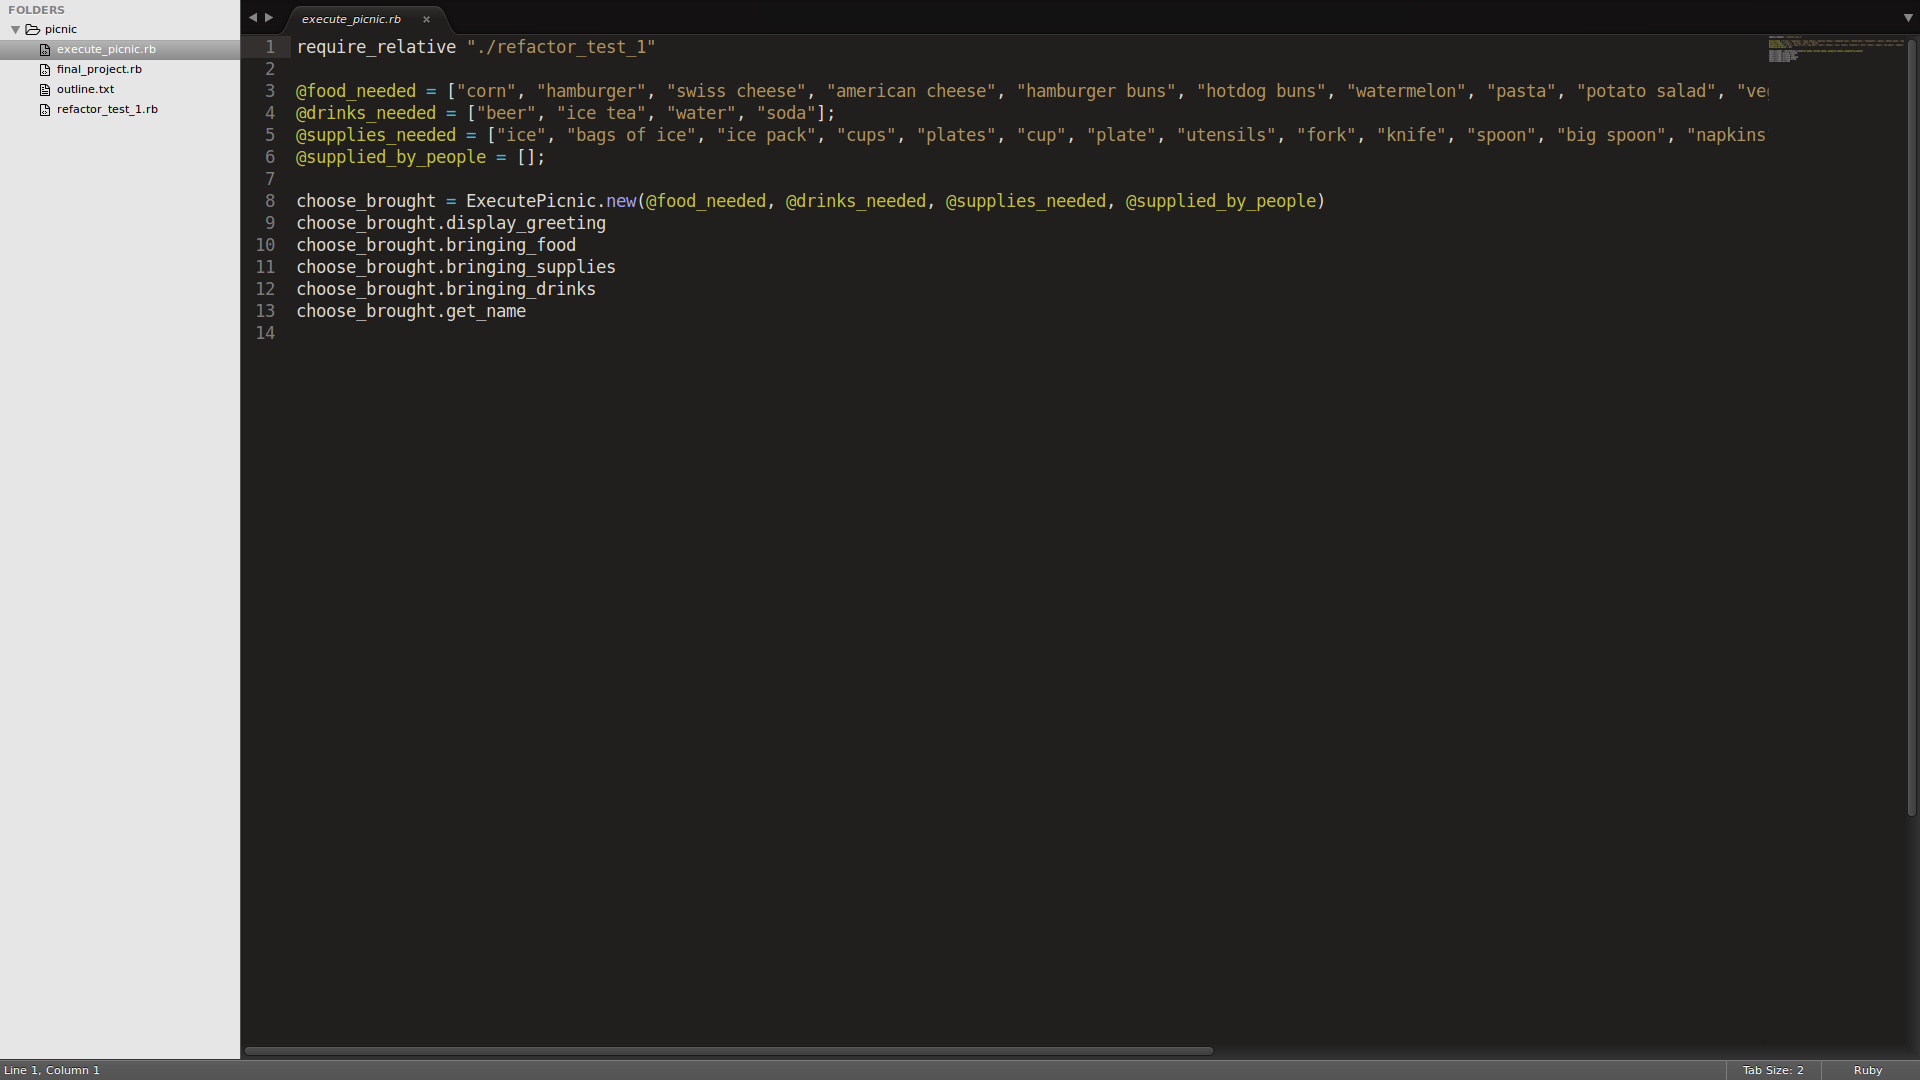 FOLDERS
picnic
execute_picnic.rb
final_project.rb
outline.txt
refactor_test_1.rb
execute_picnic.rb
1 require_relative "./refactor_test_1"
2
3 @food_needed = ["corn", "hamburger", "swiss cheese", "american cheese", "hamburger buns", "hotdog buns", "watermelon", "pasta", "potato salad",
4 @drinks_needed = ["beer", "ice tea", "water", "soda"];
5 @supplies_needed = ["ice", "bags of ice", "ice pack", "cups", "plates", "cup", "plate", "utensils", "fork", "knife", "spoon", "big spoon", "napkins
6 @supplied_by_people = [];
7
8 choose_brought = ExecutePicnic.new(@food_needed, @drinks_needed, @supplies_needed, @supplied_by_people)
9 choose_brought.display_greeting
10 choose_brought.bringing_food
11 choose_brought.bringing_supplies
12 choose_brought.bringing_drinks
13 choose_brought.get_name
14
Line 1, Column 1
Tab Size: 2
Ruby